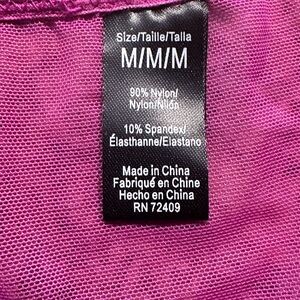 Size/Taille/Talla
M/M/M
90% Nylon/
Nylon/Nilón
10% Spandex/
Élasthanne/Elastano
Made in China
Fabriqué en Chine
Hecho en China
RN 72409